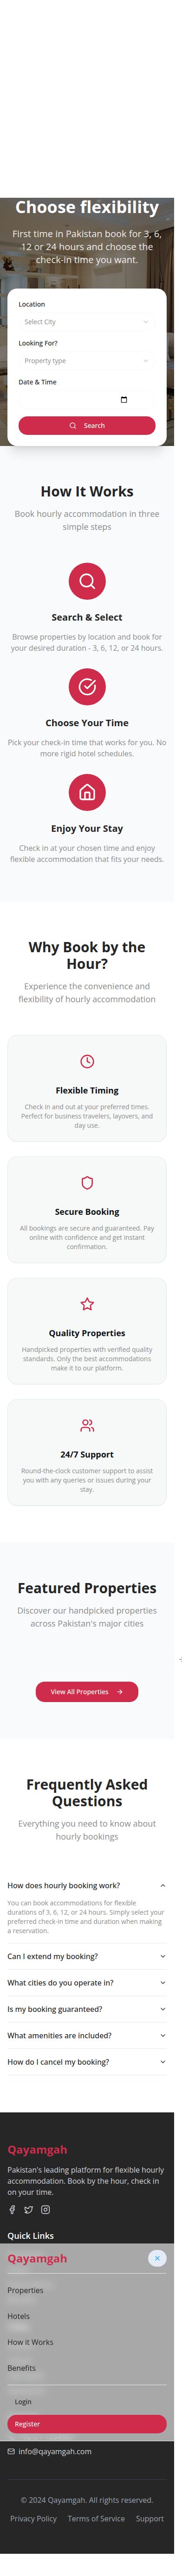 Choose flexibility
First time in Pakistan book for 3, 6,
12 or 24 hours and choose the
check-in time you want.
Location
Select City
Looking For?
Property type
Date & Time
Search
How It Works
Book hourly accommodation in three
simple steps
Search & Select
Browse properties by location and book for
your desired duration - 3, 6, 12, or 24 hours.
Choose Your Time
Pick your check-in time that works for you. No
more rigid hotel schedules.
Enjoy Your Stay
Check in at your chosen time and enjoy
flexible accommodation that fits your needs.
Why Book by the
Hour?
Experience the convenience and
flexibility of hourly accommodation
Flexible Timing
Check in and out at your preferred times.
Perfect for business travelers, layovers, and
day use.
Secure Booking
All bookings are secure and guaranteed. Pay
online with confidence and get instant
confirmation.
Quality Properties
Handpicked properties with verified quality
standards. Only the best accommodations
make it to our platform.
24/7 Support
Round-the-clock customer support to assist
you with any queries or issues during your
stay.
Featured Properties
Discover our handpicked properties
across Pakistan's major cities
View All Properties
Frequently Asked
Questions
Everything you need to know about
hourly bookings
How does hourly booking work?
You can book accommodations for flexible
durations of 3, 6, 12, or 24 hours. Simply select your
preferred check-in time and duration when making
a reservation.
Can I extend my booking?
What cities do you operate in?
Is my booking guaranteed?
What amenities are included?
How do I cancel my booking?
Qayamgah
Pakistan's leading platform for flexible hourly
accommodation. Book by the hour, check in
on your time.
Quick Links
Qayamgah
Properties
Hotels
How it Works
Benefits
Login
Register
info@qayamgah.com
© 2024 Qayamgah. All rights reserved.
Privacy Policy Terms of Service Support